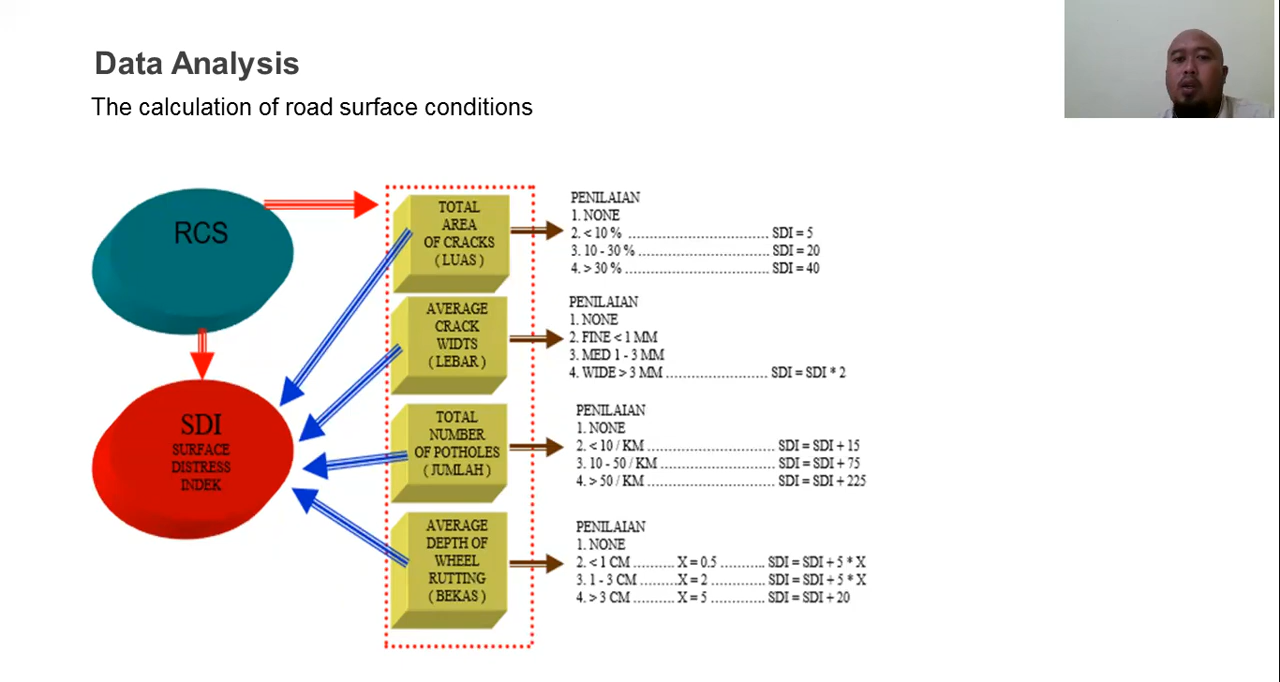 Data Analysis
The calculation of road surface conditions
RCS
SDI
SURFACE
DISTRESS
INDEK
TOTAL
AREA
OF CRACKS
( LUAS )
PENILAIAN
1. NONE
2. < 10 % ................................... SDI = 5
3. 10 - 30 % ................................. SDI = 20
4. > 30 % .................................... SDI = 40
AVERAGE
CRACK
WIDTS
( LEBAR )
PENILAIAN
1. NONE
2. FINE < 1 MM
3. MED 1 - 3 MM
4. WIDE > 3 MM ......................... SDI = SDI * 2
TOTAL
NUMBER
OF POTHOLES
( JUMLAH )
PENILAIAN
1. NONE
2. < 10 / KM ................................. SDI = SDI + 15
3. 10 - 50 / KM ............................ SDI = SDI + 75
4. > 50 / KM ................................. SDI = SDI + 225
AVERAGE
DEPTH OF
WHEEL
RUTTING
( BEKAS )
PENILAIAN
1. NONE
2. < 1 CM .......... X = 0.5 ........... SDI = SDI + 5 * X
3. 1 - 3 CM ......... X = 2 ............. SDI = SDI + 5 * X
4. > 3 CM .......... X = 5 ............. SDI = SDI + 20